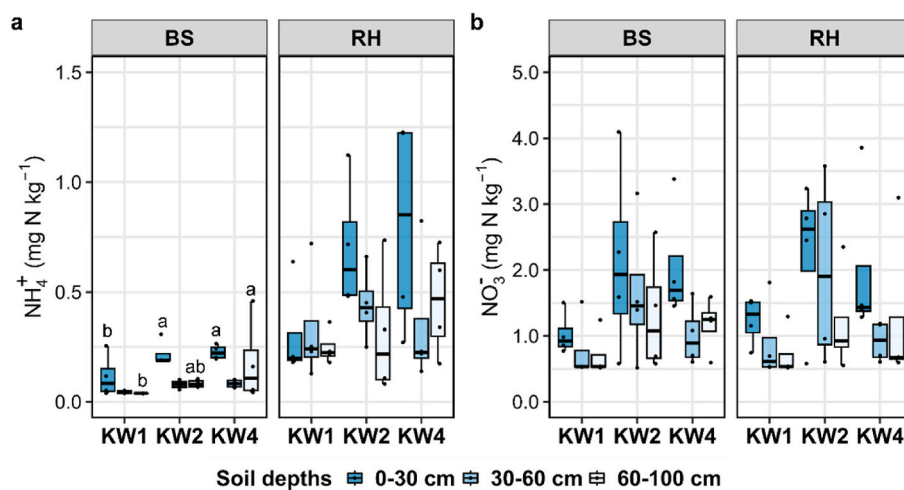 a
BS RH
NH₄⁺ (mg N kg⁻¹)
1.5
1.0
0.5
0.0
b a a a
b ab
KW1 KW2 KW4 KW1 KW2 KW4
b
BS RH
NO₃⁻ (mg N kg⁻¹)
5.0
4.0
3.0
2.0
1.0
0.0
KW1 KW2 KW4 KW1 KW2 KW4
Soil depths 0-30 cm 30-60 cm 60-100 cm